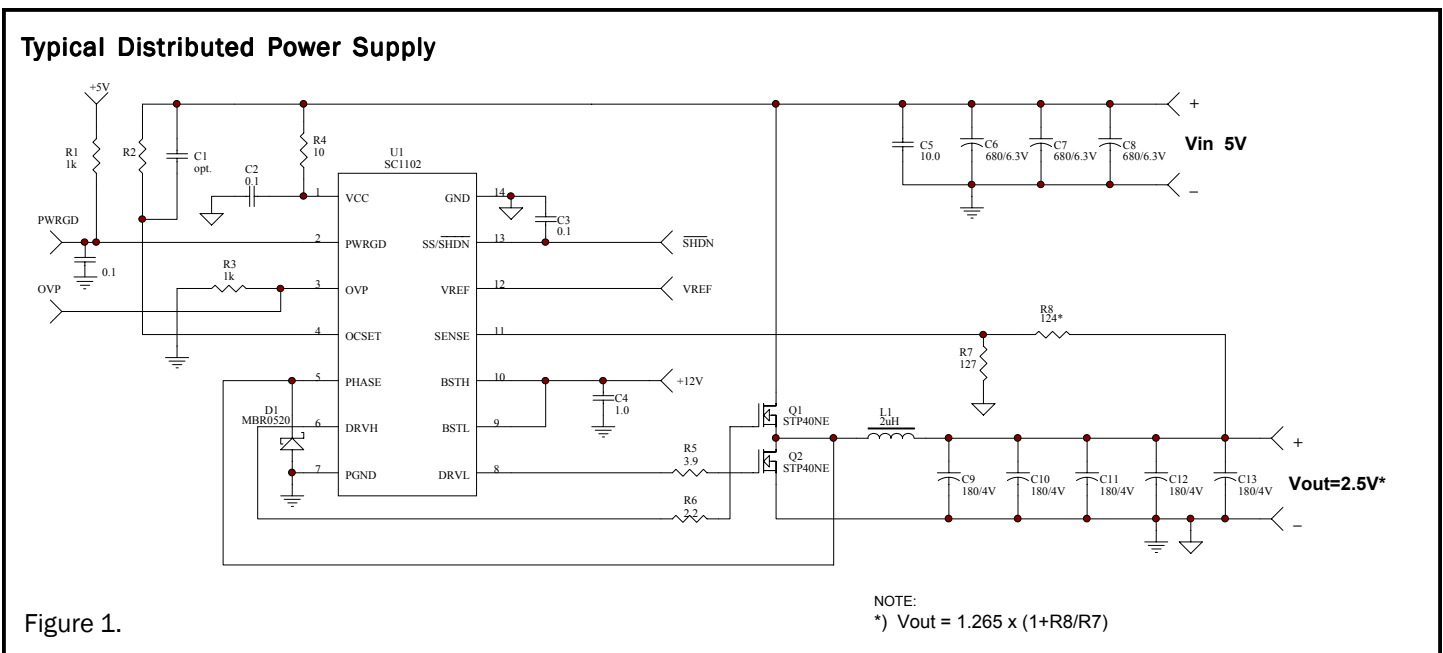 Typical Distributed Power Supply
+5V
R1
1k
R2
C1
opt.
R4
10
C2
0.1
U1
SC1102
1
VCC
2
PWRGD
3
OVP
4
OCSET
5
PHASE
6
DRVH
7
PGND
GND
14
SS/SHDN
13
VREF
12
SENSE
11
BSTH
10
BSTL
9
DRVL
8
PWRGD
0.1
OVP
R3
1k
D1
MBR0520
C3
0.1
SHDN
VREF
+12V
C4
1.0
R5
3.9
R6
2.2
Q1
STP40NE
Q2
STP40NE
L1
2uH
R7
127
R8
124*
C5
10.0
C6
680/6.3V
C7
680/6.3V
C8
680/6.3V
+
Vin 5V
_
C9
180/4V
C10
180/4V
C11
180/4V
C12
180/4V
C13
180/4V
+
Vout=2.5V*
_
Figure 1.
NOTE:
*) Vout = 1.265 x (1+R8/R7)